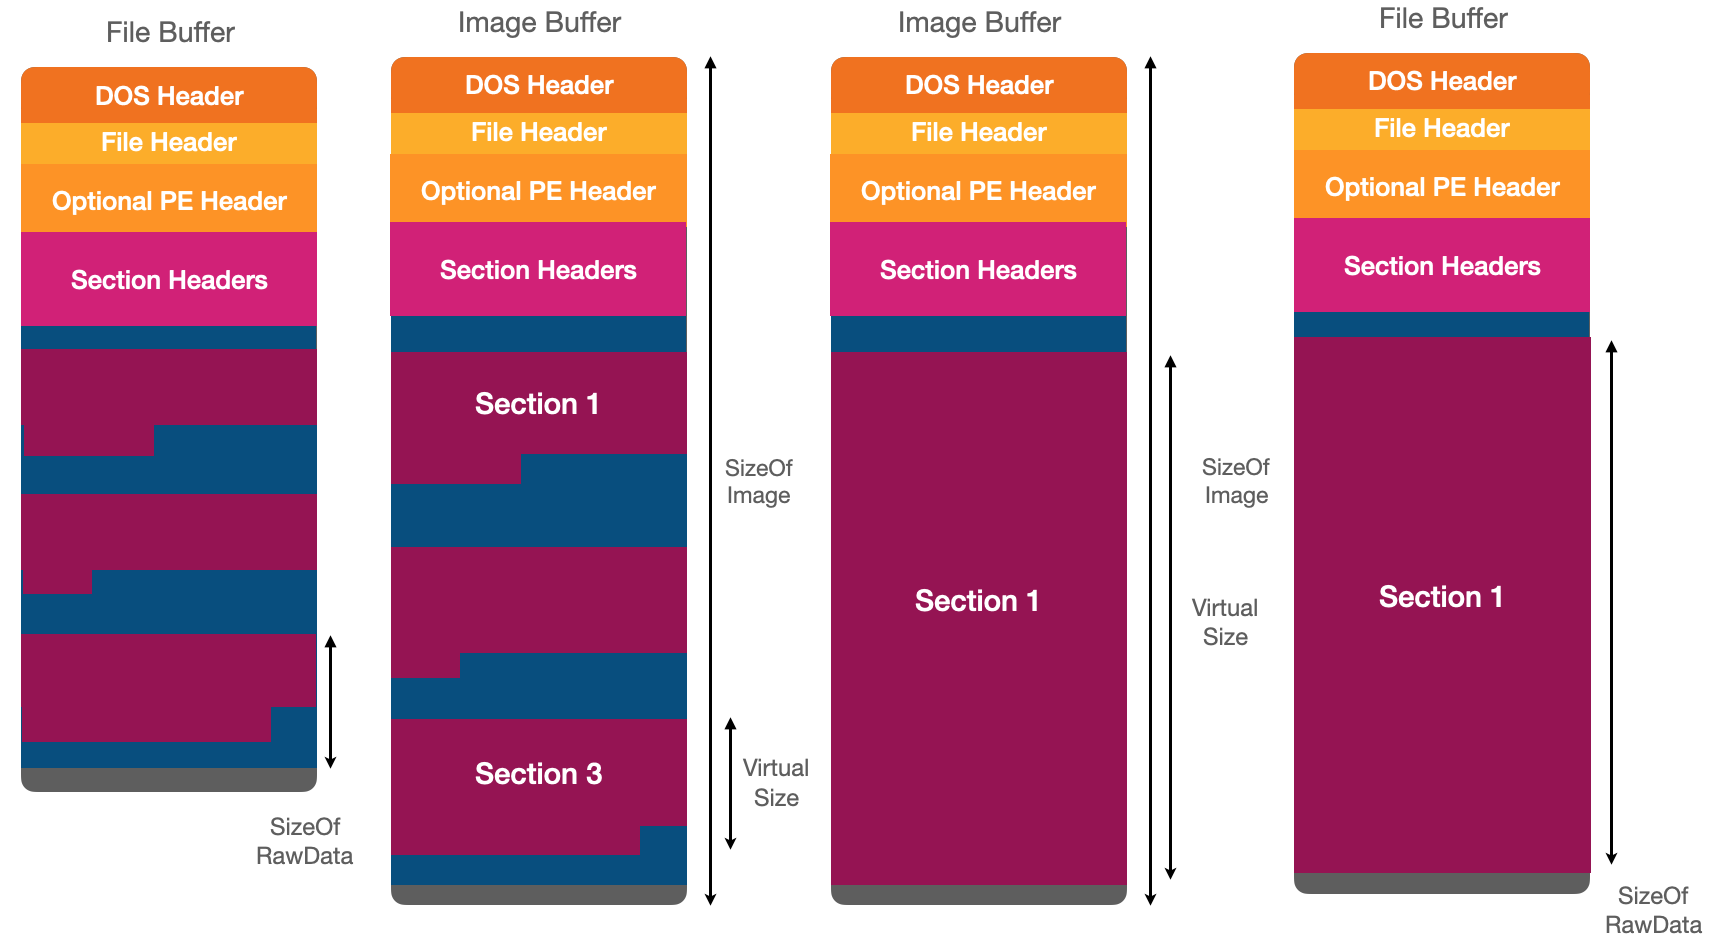 File Buffer
DOS Header
File Header
Optional PE Header
Section Headers
SizeOf
RawData
Image Buffer
DOS Header
File Header
Optional PE Header
Section Headers
Section 1
Section 3
SizeOf
Image
Virtual
Size
Image Buffer
DOS Header
File Header
Optional PE Header
Section Headers
Section 1
SizeOf
Image
Virtual
Size
File Buffer
DOS Header
File Header
Optional PE Header
Section Headers
Section 1
SizeOf
RawData